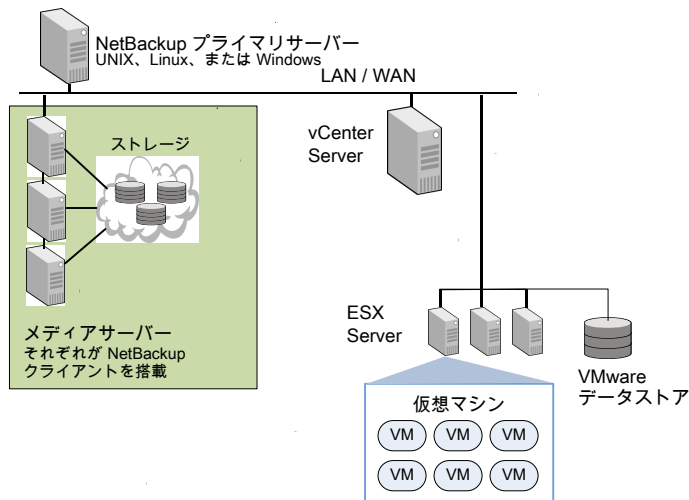 NetBackup プライマリサーバー
UNIX、Linux、または Windows
LAN / WAN
ストレージ
vCenter
Server
メディアサーバー
それぞれが NetBackup
クライアントを搭載
ESX
Server
VMware
データストア
仮想マシン
VM VM VM
VM VM VM